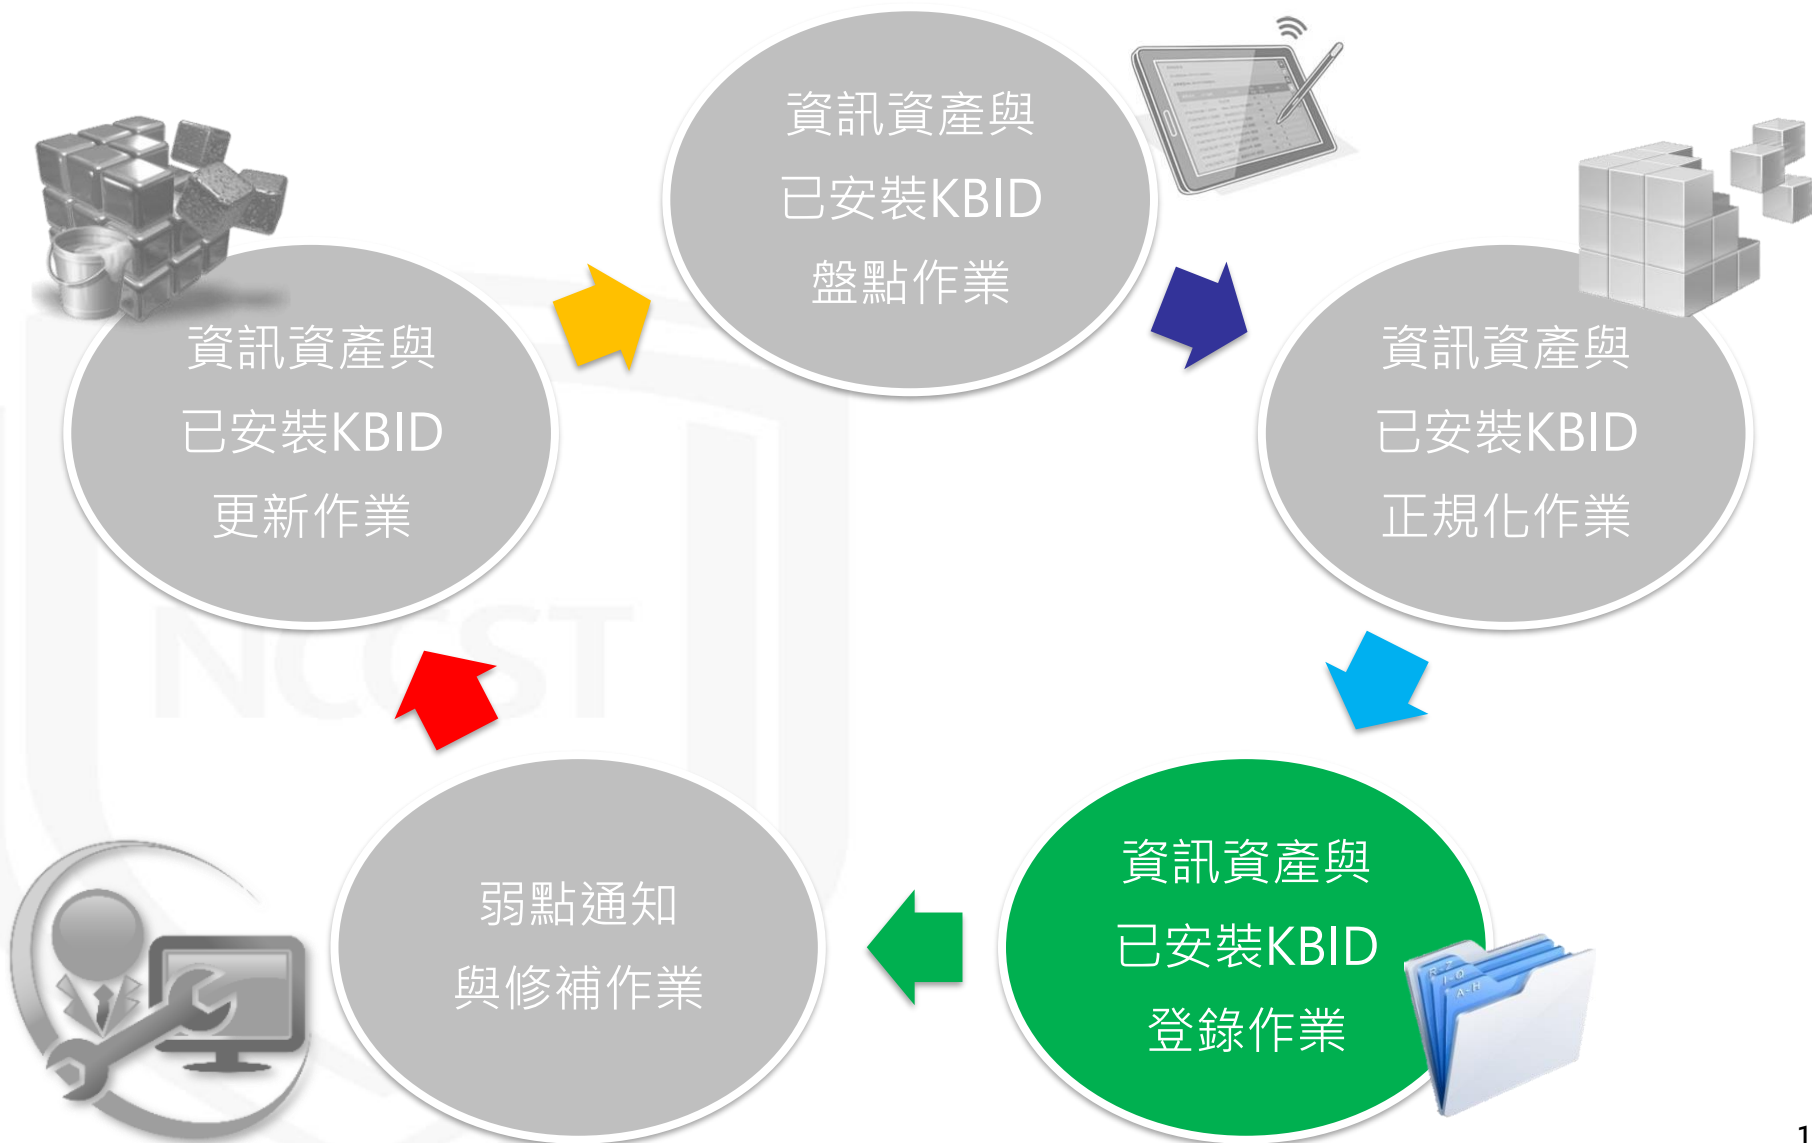 資訊資產與
已安裝KBID
盤點作業
資訊資產與
已安裝KBID
正規化作業
資訊資產與
已安裝KBID
登錄作業
R-Z
I-Q
A-H
弱點通知
與修補作業
資訊資產與
已安裝KBID
更新作業
NCCST
1